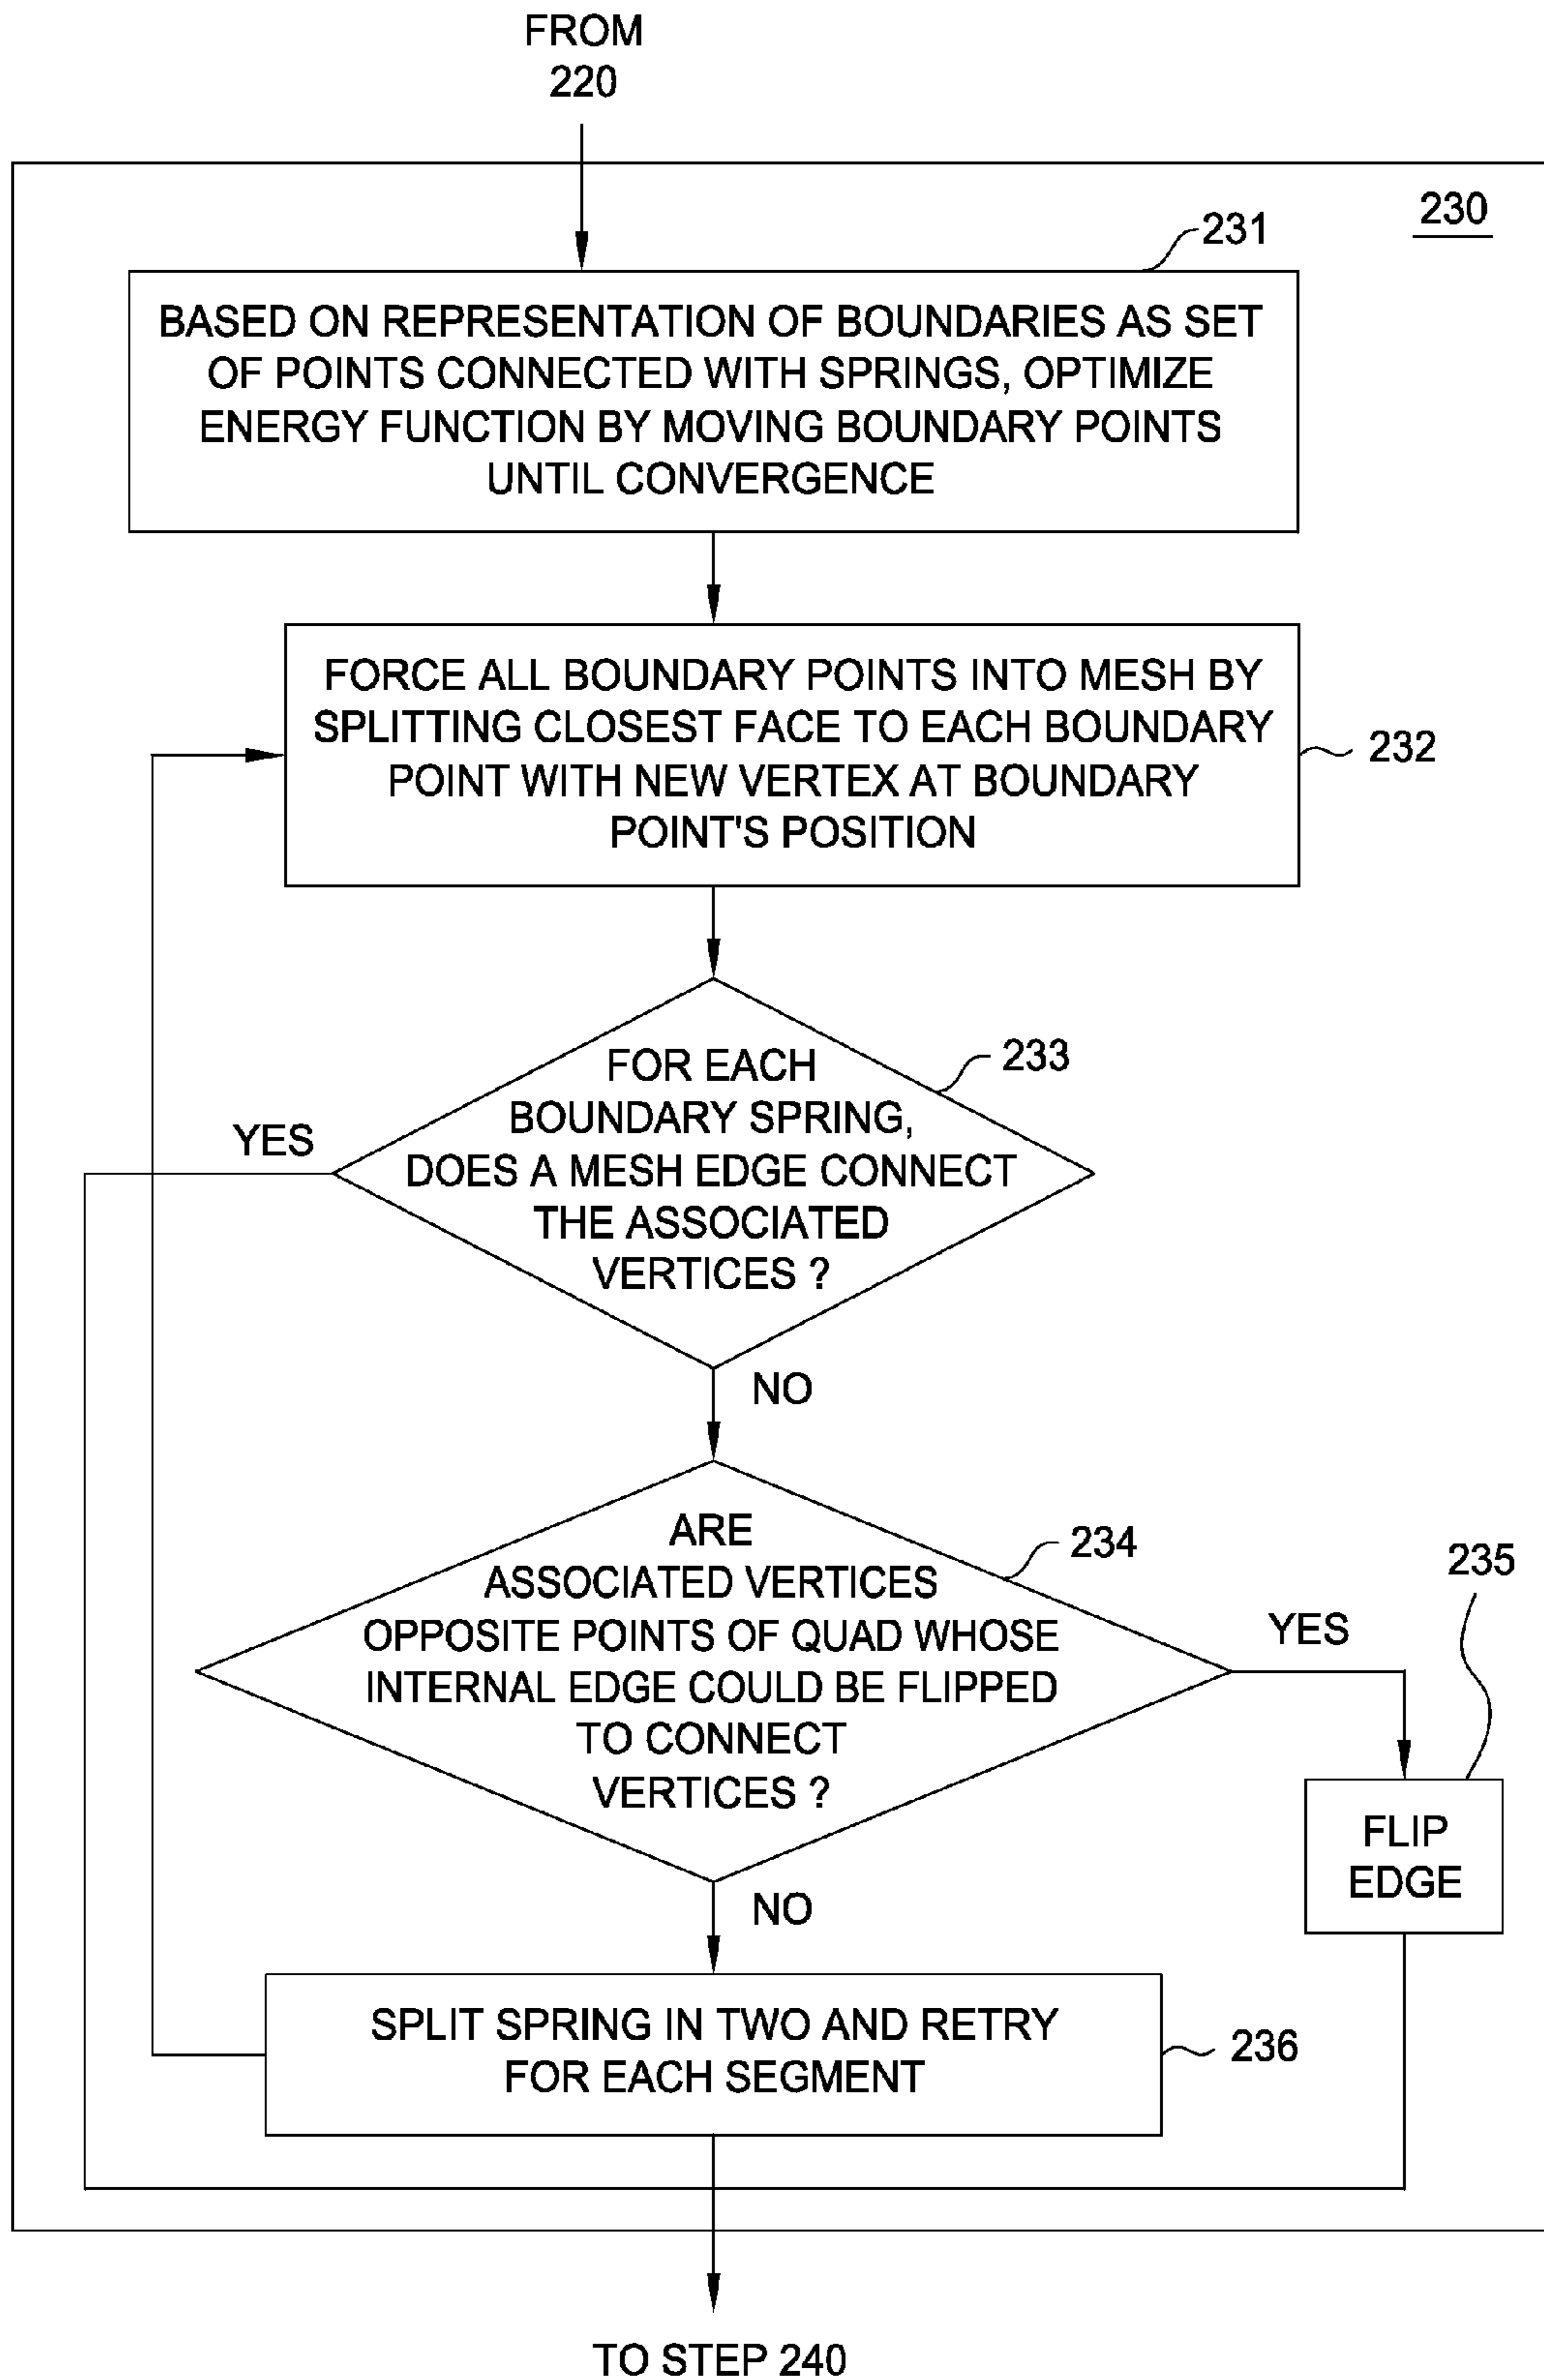 FROM
220
230
231
BASED ON REPRESENTATION OF BOUNDARIES AS SET
OF POINTS CONNECTED WITH SPRINGS, OPTIMIZE
ENERGY FUNCTION BY MOVING BOUNDARY POINTS
UNTIL CONVERGENCE
FORCE ALL BOUNDARY POINTS INTO MESH BY
SPLITTING CLOSEST FACE TO EACH BOUNDARY
POINT WITH NEW VERTEX AT BOUNDARY
POINT'S POSITION
232
FOR EACH
BOUNDARY SPRING,
DOES A MESH EDGE CONNECT
THE ASSOCIATED
VERTICES ?
233
YES
NO
ARE
ASSOCIATED VERTICES
OPPOSITE POINTS OF QUAD WHOSE
INTERNAL EDGE COULD BE FLIPPED
TO CONNECT
VERTICES ?
234
YES
235
FLIP
EDGE
NO
SPLIT SPRING IN TWO AND RETRY
FOR EACH SEGMENT
236
TO STEP 240